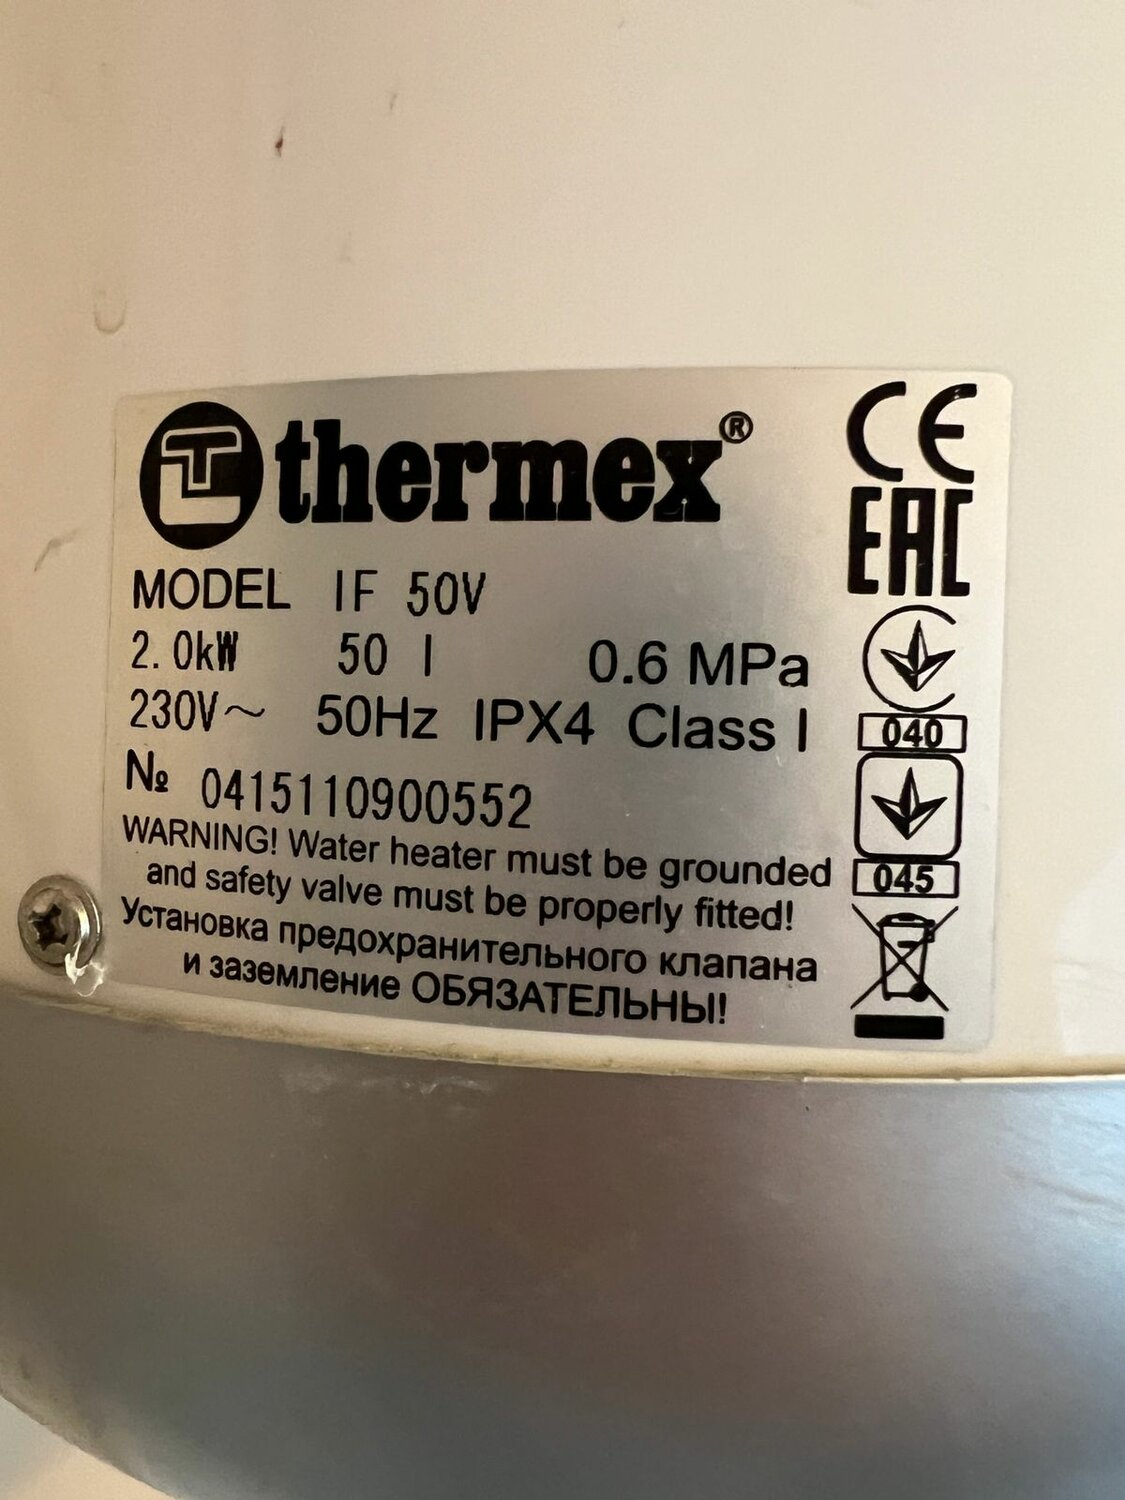 thermex®
CE
EAC
MODEL IF 50V
2.0kW 50 l 0.6 MPa
230V~ 50Hz IPX4 Class I
040
№ 0415110900552
WARNING! Water heater must be grounded
and safety valve must be properly fitted!
045
Установка предохранительного клапана
и заземление ОБЯЗАТЕЛЬНЫ!